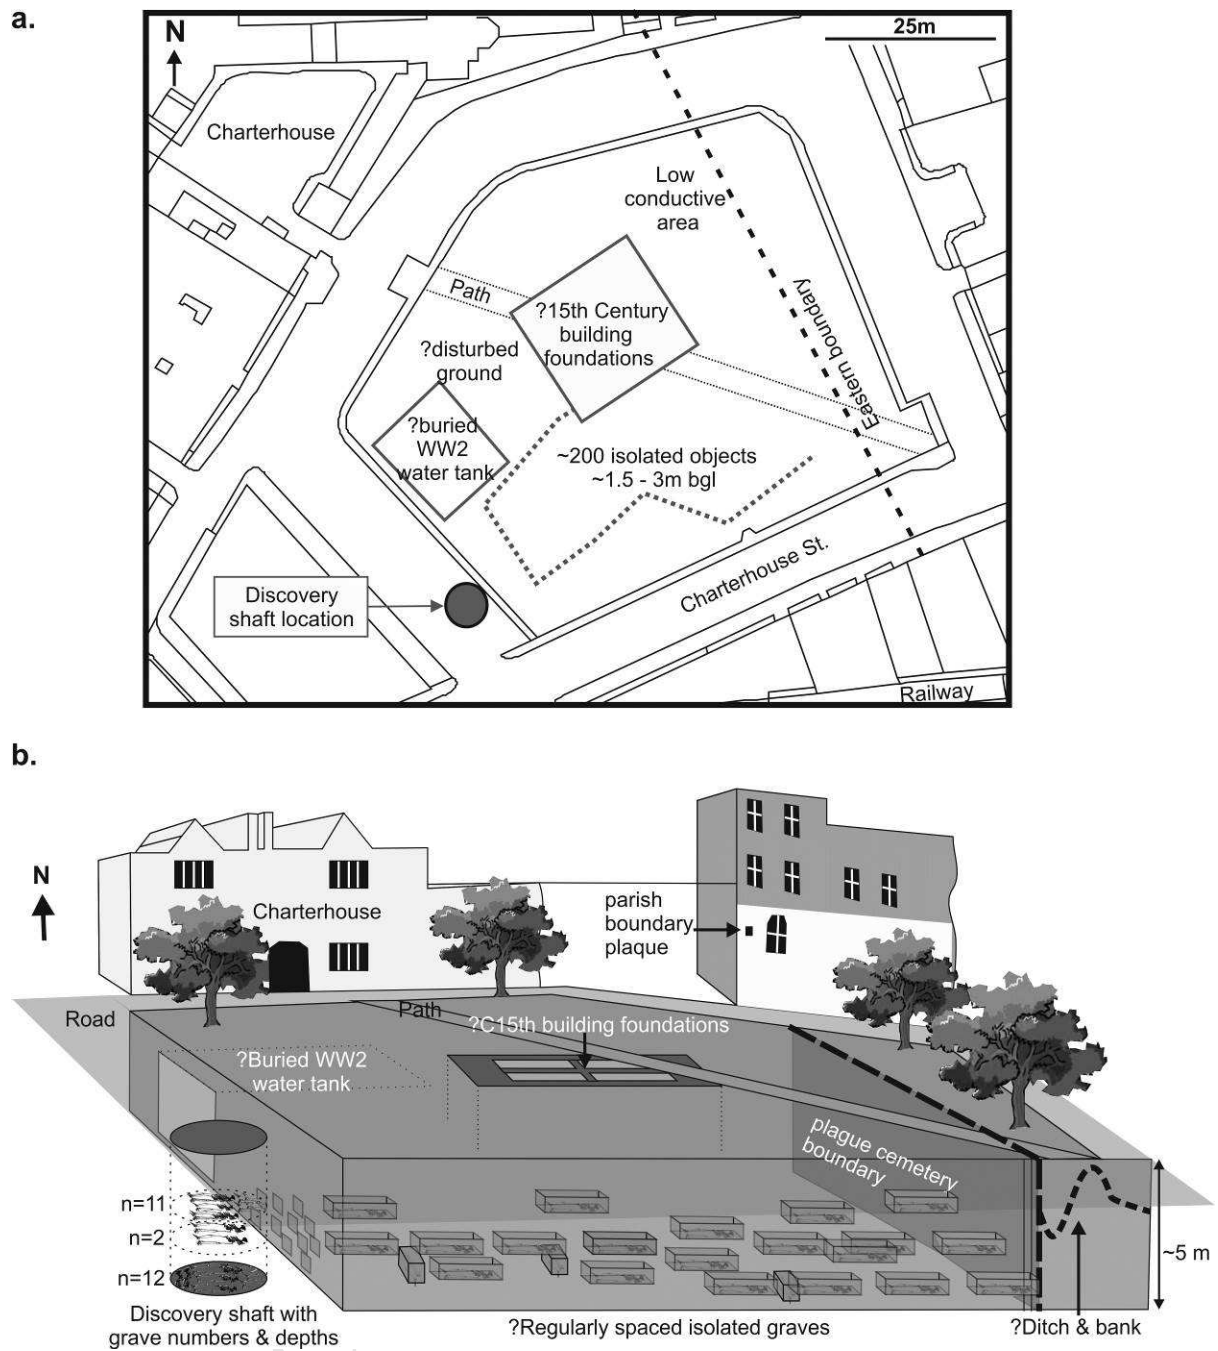 a.
N
25m
Charterhouse
Low
conductive
area
Path
?15th Century
building
foundations
Eastern boundary
?disturbed
ground
?buried
WW2
water tank
~200 isolated objects
~1.5 - 3m bgl
Charterhouse St.
Discovery
shaft location
Railway
b.
N
Charterhouse
parish
boundary
plaque
Road
Path
?C15th building foundations
?Buried WW2
water tank
plague cemetery
boundary
n=11
n=2
n=12
~5 m
Discovery shaft with
grave numbers & depths
?Regularly spaced isolated graves
?Ditch & bank